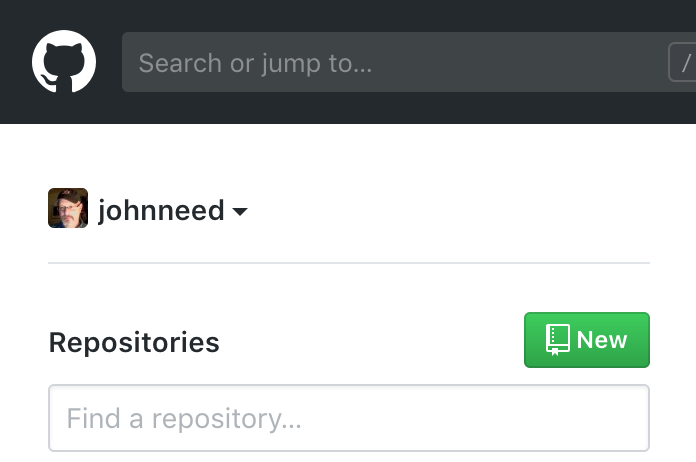 Search or jump to...
/
johnneed
Repositories
New
Find a repository...